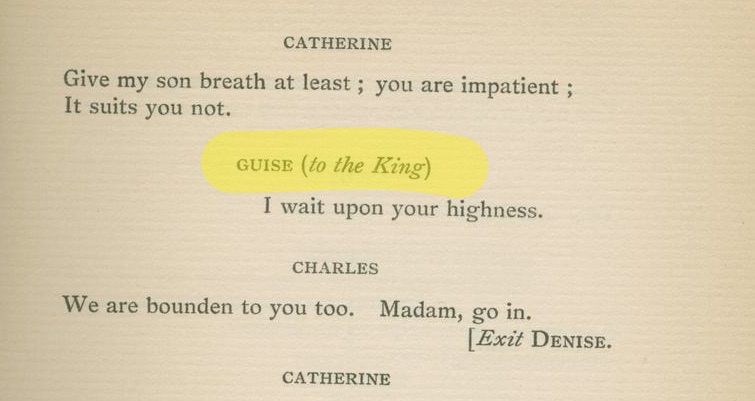 CATHERINE
Give my son breath at least ; you are impatient ;
It suits you not.
GUISE (to the King)
I wait upon your highness.
CHARLES
We are bounden to you too. Madam, go in.
[Exit DENISE.
CATHERINE